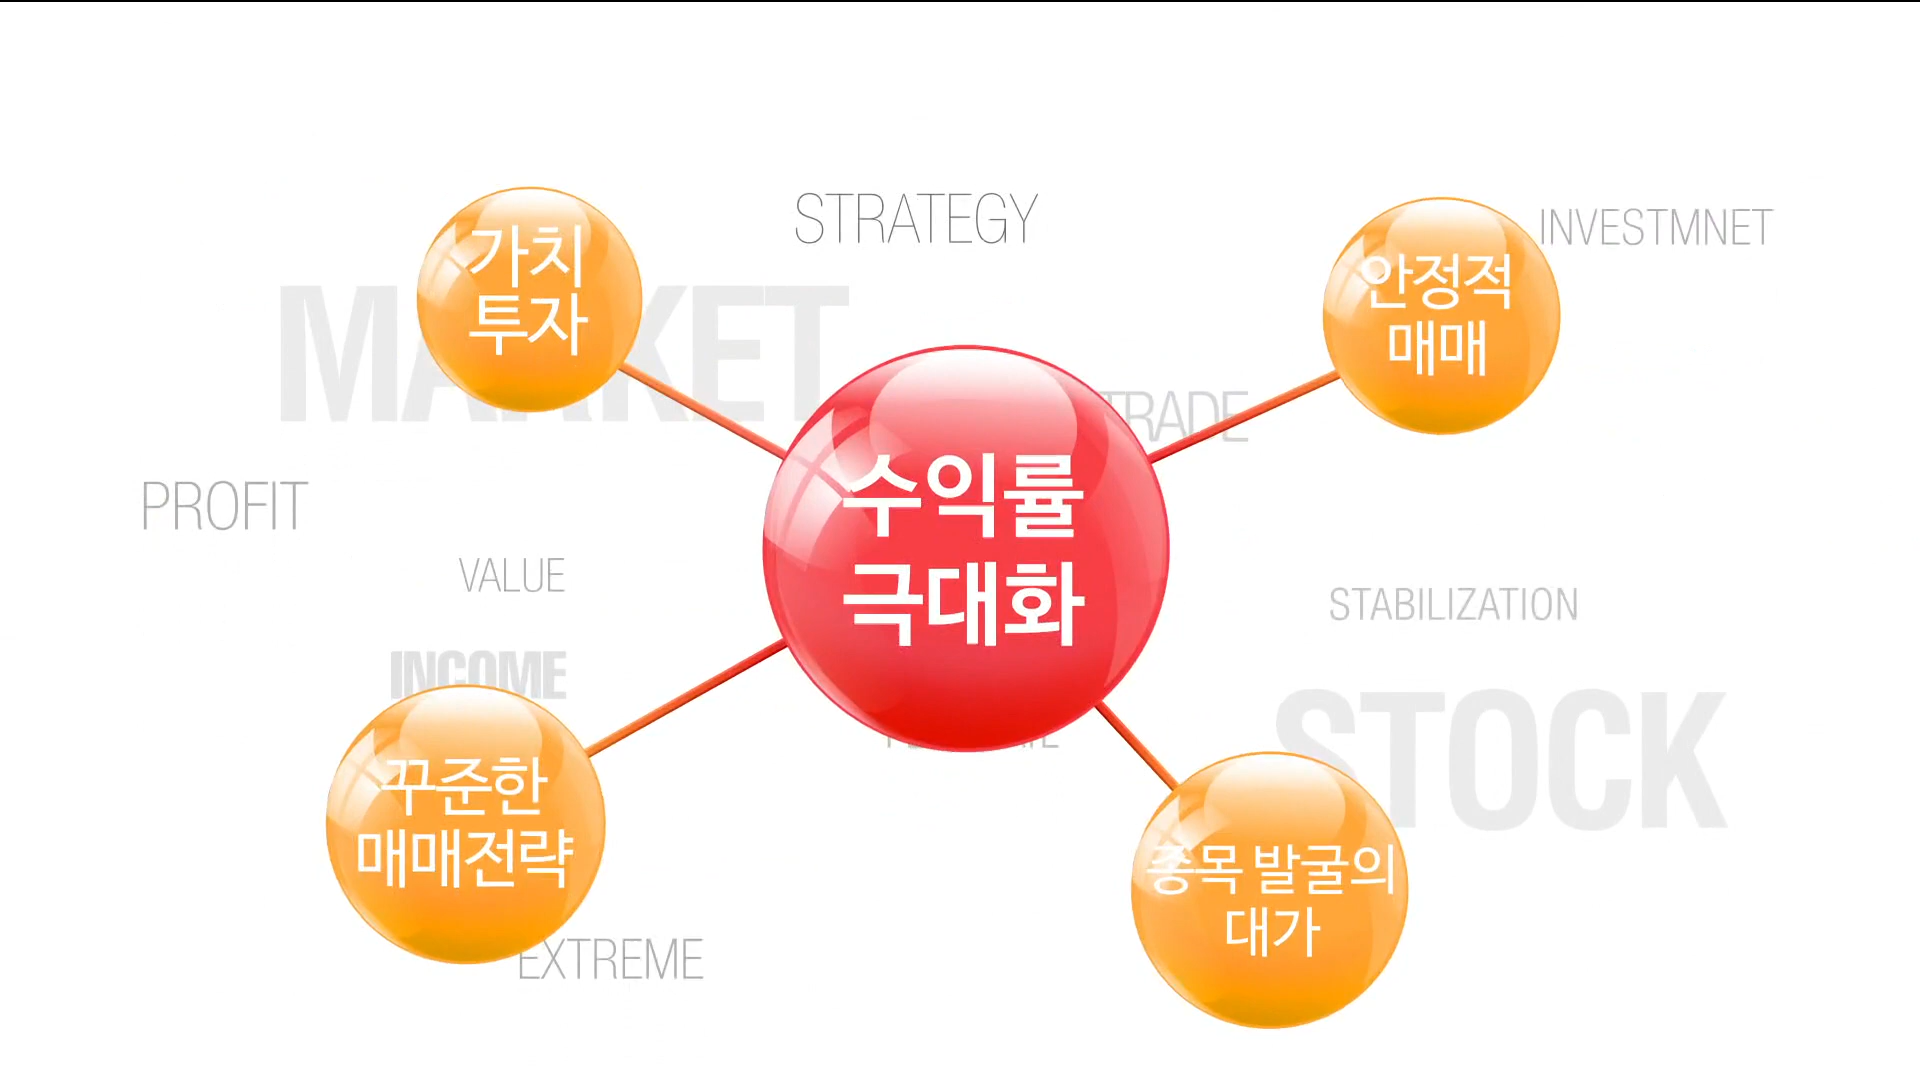 STRATEGY
INVESTMNET
가치
투자
안정적
매매
MARKET
TRADE
수익률
극대화
PROFIT
VALUE
STABILIZATION
INCOME
STOCK
꾸준한
매매전략
종목 발굴의
대가
EXTREME